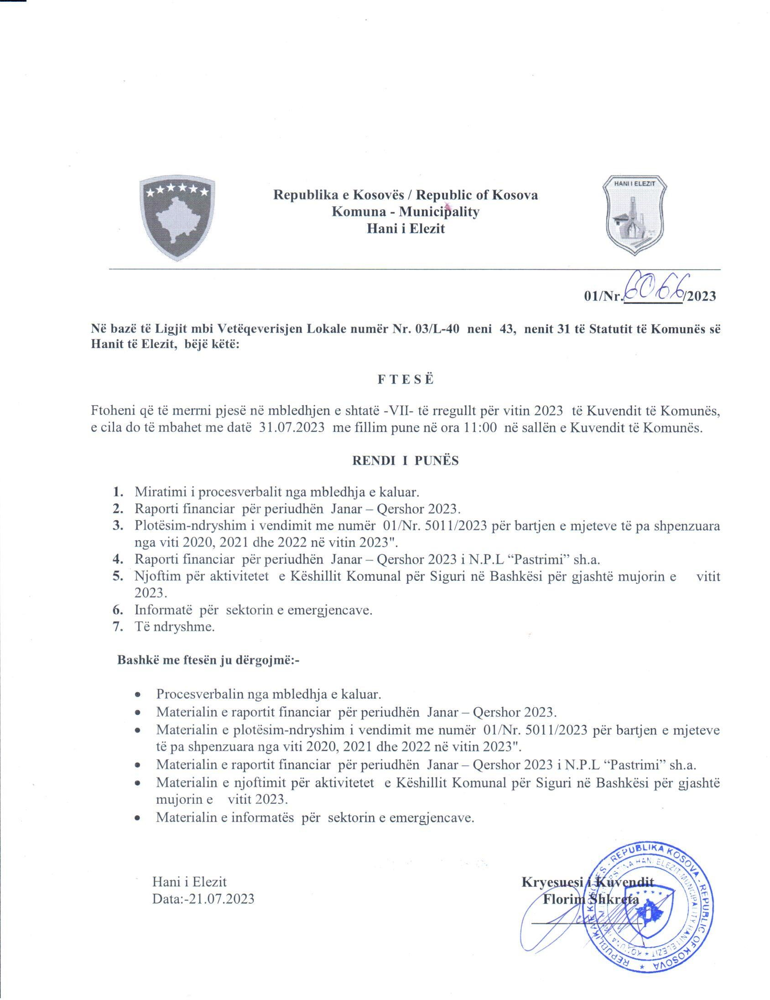 HANI I ELEZIT
Republika e Kosovës / Republic of Kosova
Komuna - Municipality
Hani i Elezit
01/Nr.6066/2023
Në bazë të Ligjit mbi Vetëqeverisjen Lokale numër Nr. 03/L-40 neni 43, nenit 31 të Statutit të Komunës së
Hanit të Elezit, bëjë këtë:
F T E S Ë
Ftoheni që të merrni pjesë në mbledhjen e shtatë -VII- të rregullt për vitin 2023 të Kuvendit të Komunës,
e cila do të mbahet me datë 31.07.2023 me fillim pune në ora 11:00 në sallën e Kuvendit të Komunës.
RENDI I PUNËS
1. Miratimi i procesverbalit nga mbledhja e kaluar.
2. Raporti financiar për periudhën Janar – Qershor 2023.
3. Plotësim-ndryshim i vendimit me numër 01/Nr. 5011/2023 për bartjen e mjeteve të pa shpenzuara
nga viti 2020, 2021 dhe 2022 në vitin 2023".
4. Raporti financiar për periudhën Janar – Qershor 2023 i N.P.L “Pastrimi” sh.a.
5. Njoftim për aktivitetet e Këshillit Komunal për Siguri në Bashkësi për gjashtë mujorin e vitit
2023.
6. Informatë për sektorin e emergjencave.
7. Të ndryshme.
Bashkë me ftesën ju dërgojmë:-
• Procesverbalin nga mbledhja e kaluar.
• Materialin e raportit financiar për periudhën Janar – Qershor 2023.
• Materialin e plotësim-ndryshim i vendimit me numër 01/Nr. 5011/2023 për bartjen e mjeteve
të pa shpenzuara nga viti 2020, 2021 dhe 2022 në vitin 2023".
• Materialin e raportit financiar për periudhën Janar – Qershor 2023 i N.P.L “Pastrimi” sh.a.
• Materialin e njoftimit për aktivitetet e Këshillit Komunal për Siguri në Bashkësi për gjashtë
mujorin e vitit 2023.
• Materialin e informatës për sektorin e emergjencave.
Hani i Elezit
Data:-21.07.2023
Kryesuesi i Kuvendit
Florim Shkreta
REPUBLIKA E KOSOVËS - REPUBLIKA KOSOVA - REPUBLIC OF KOSOVA
HANI ELEZIT-MUNCIPALITY HANI I ELEZIT